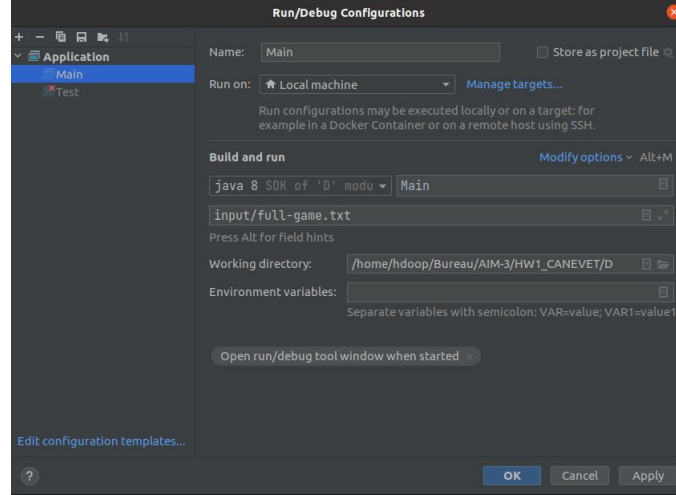 Run/Debug Configurations
Application
Main
Test
Edit configuration templates...
Name: Main Store as project file
Run on: Local machine Manage targets...
Run configurations may be executed locally or on a target: for
example in a Docker Container or on a remote host using SSH.
Build and run Modify options Alt+M
java 8 SDK of 'D' modu Main
input/full-game.txt
Press Alt for field hints
Working directory: /home/hdoop/Bureau/AIM-3/HW1_CANEVET/D
Environment variables:
Separate variables with semicolon: VAR=value; VAR1=value1
Open run/debug tool window when started ×
? OK Cancel Apply